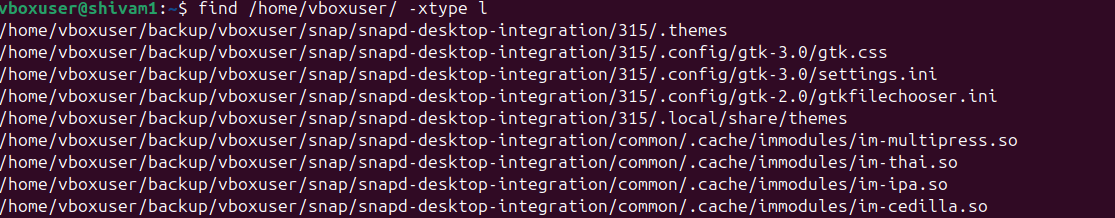 vboxuser@shivam1:~$ find /home/vboxuser/ -xtype l
/home/vboxuser/backup/vboxuser/snap/snapd-desktop-integration/315/.themes
/home/vboxuser/backup/vboxuser/snap/snapd-desktop-integration/315/.config/gtk-3.0/gtk.css
/home/vboxuser/backup/vboxuser/snap/snapd-desktop-integration/315/.config/gtk-3.0/settings.ini
/home/vboxuser/backup/vboxuser/snap/snapd-desktop-integration/315/.config/gtk-2.0/gtkfilechooser.ini
/home/vboxuser/backup/vboxuser/snap/snapd-desktop-integration/315/.local/share/themes
/home/vboxuser/backup/vboxuser/snap/snapd-desktop-integration/common/.cache/immodules/im-multipress.so
/home/vboxuser/backup/vboxuser/snap/snapd-desktop-integration/common/.cache/immodules/im-thai.so
/home/vboxuser/backup/vboxuser/snap/snapd-desktop-integration/common/.cache/immodules/im-ipa.so
/home/vboxuser/backup/vboxuser/snap/snapd-desktop-integration/common/.cache/immodules/im-cedilla.so